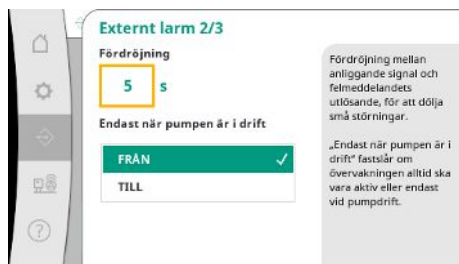 Externt larm 2/3
Fördröjning
5 s
Endast när pumpen är i drift
FRÅN
TILL
Fördröjning mellan
anliggande signal och
felmeddelandets
utlösande, för att dölja
små störningar.
„Endast när pumpen är i
drift" fastslår om
övervakningen alltid ska
vara aktiv eller endast
vid pumpdrift.